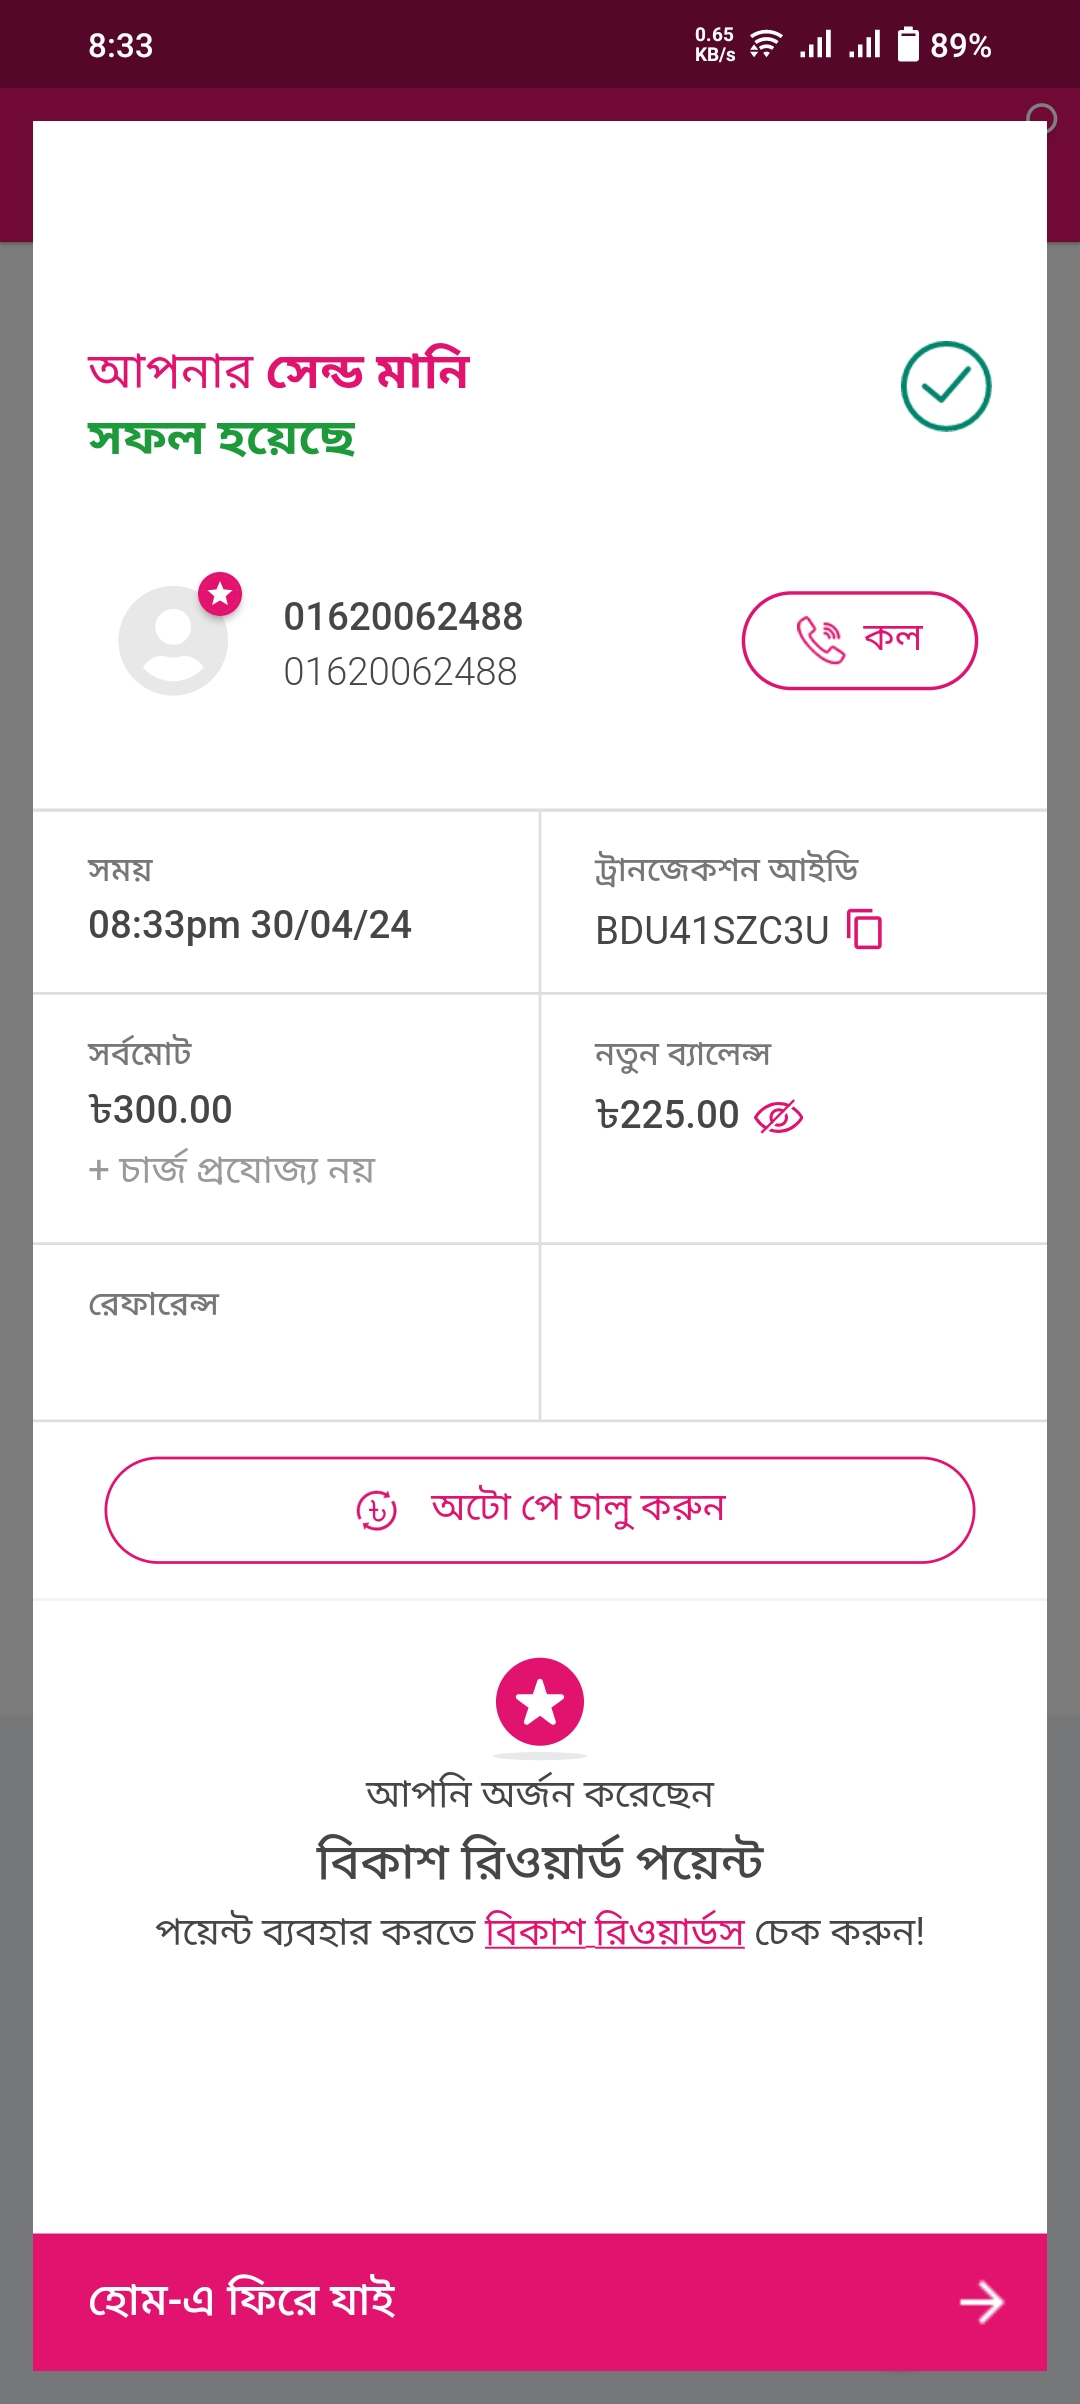 8:33
0.65 KB/s
89%
আপনার সেন্ড মানি
সফল হয়েছে
01620062488
01620062488
কল
সময়
08:33pm 30/04/24
ট্রানজেকশন আইডি
BDU41SZC3U
সর্বমোট
৳300.00
+ চার্জ প্রযোজ্য নয়
নতুন ব্যালেন্স
৳225.00
রেফারেন্স
অটো পে চালু করুন
আপনি অর্জন করেছেন
বিকাশ রিওয়ার্ড পয়েন্ট
পয়েন্ট ব্যবহার করতে বিকাশ রিওয়ার্ডস চেক করুন!
হোম-এ ফিরে যাই